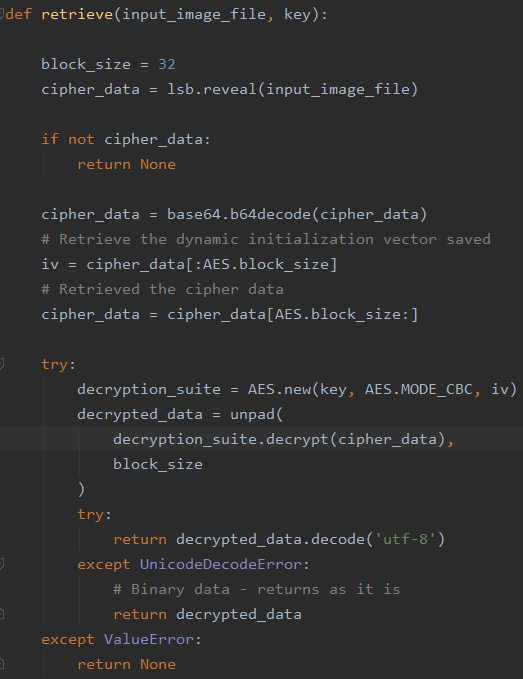 def retrieve(input_image_file, key):
block_size = 32
cipher_data = lsb.reveal(input_image_file)
if not cipher_data:
return None
cipher_data = base64.b64decode(cipher_data)
# Retrieve the dynamic initialization vector saved
iv = cipher_data[:AES.block_size]
# Retrieved the cipher data
cipher_data = cipher_data[AES.block_size:]
try:
decryption_suite = AES.new(key, AES.MODE_CBC, iv)
decrypted_data = unpad(
decryption_suite.decrypt(cipher_data),
block_size
)
try:
return decrypted_data.decode('utf-8')
except UnicodeDecodeError:
# Binary data - returns as it is
return decrypted_data
except ValueError:
return None